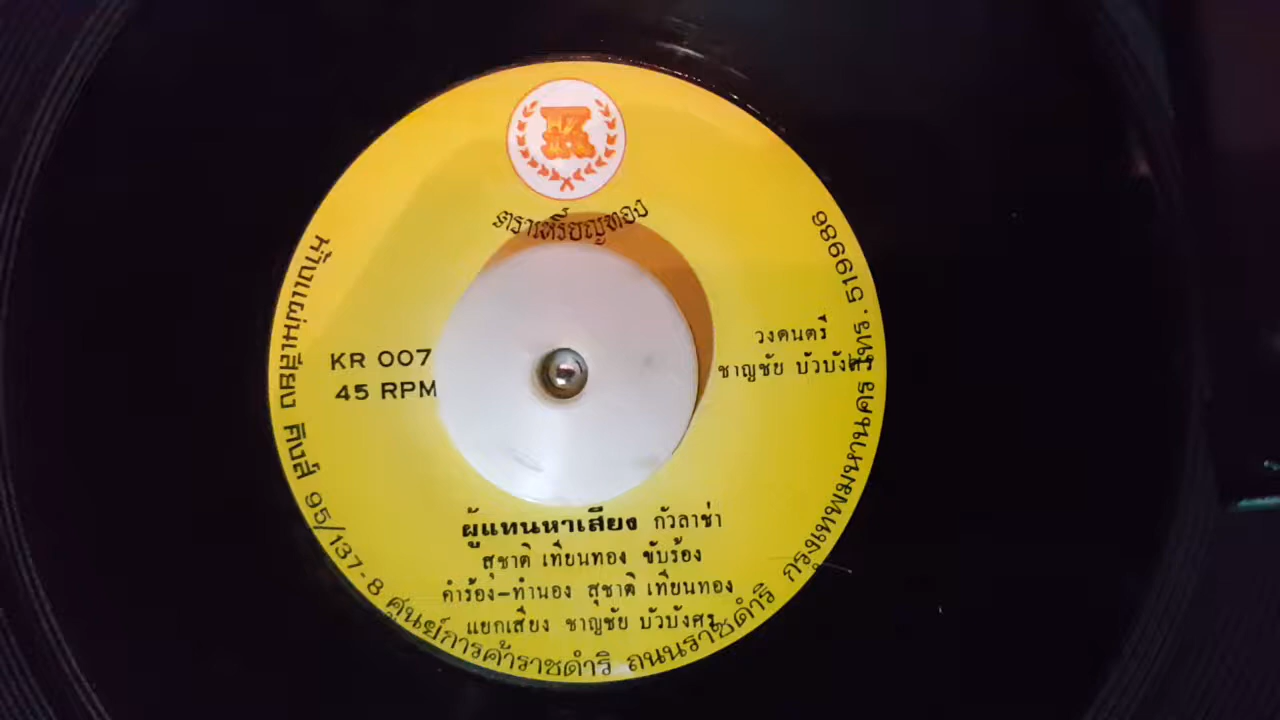 K
ตราเหรียญทอง
KR 007
45 RPM
วงดนตรี
ชาญชัย บัวบังศร
ผู้แทนหาเสียง กัวลาช่า
สุชาติ เทียนทอง ขับร้อง
คำร้อง-ทำนอง สุชาติ เทียนทอง
แยกเสียง ชาญชัย บัวบังศร
ห้างแผ่นเสียง คิงส์ 95/137-8 ศูนย์การค้าราชดำริ ถนนราชดำริ กรุงเทพมหานคร โทร. 519986